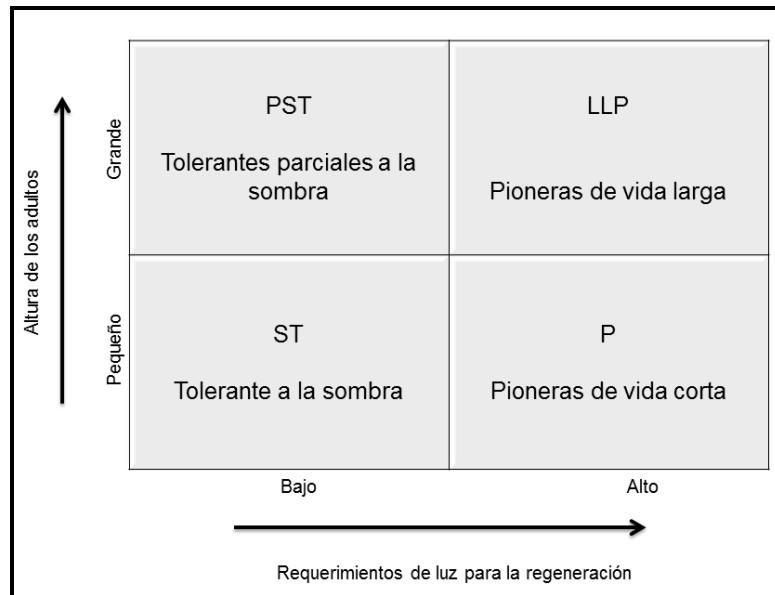 PST
Tolerantes parciales a la
sombra
LLP
Pioneras de vida larga
ST
Tolerante a la sombra
P
Pioneras de vida corta
Altura de los adultos
Grande
Pequeño
Bajo
Alto
Requerimientos de luz para la regeneración